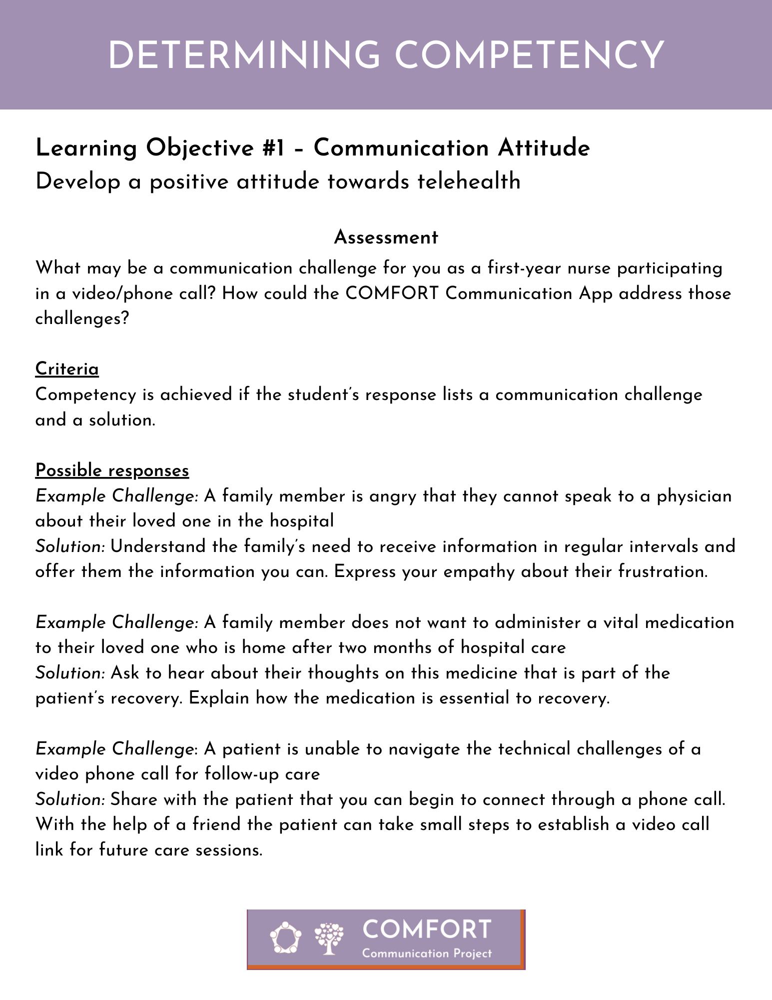 DETERMINING COMPETENCY
Learning Objective #1 – Communication Attitude
Develop a positive attitude towards telehealth
Assessment
What may be a communication challenge for you as a first-year nurse participating
in a video/phone call? How could the COMFORT Communication App address those
challenges?
Criteria
Competency is achieved if the student’s response lists a communication challenge
and a solution.
Possible responses
Example Challenge: A family member is angry that they cannot speak to a physician
about their loved one in the hospital
Solution: Understand the family’s need to receive information in regular intervals and
offer them the information you can. Express your empathy about their frustration.
Example Challenge: A family member does not want to administer a vital medication
to their loved one who is home after two months of hospital care
Solution: Ask to hear about their thoughts on this medicine that is part of the
patient’s recovery. Explain how the medication is essential to recovery.
Example Challenge: A patient is unable to navigate the technical challenges of a
video phone call for follow-up care
Solution: Share with the patient that you can begin to connect through a phone call.
With the help of a friend the patient can take small steps to establish a video call
link for future care sessions.
COMFORT
Communication Project